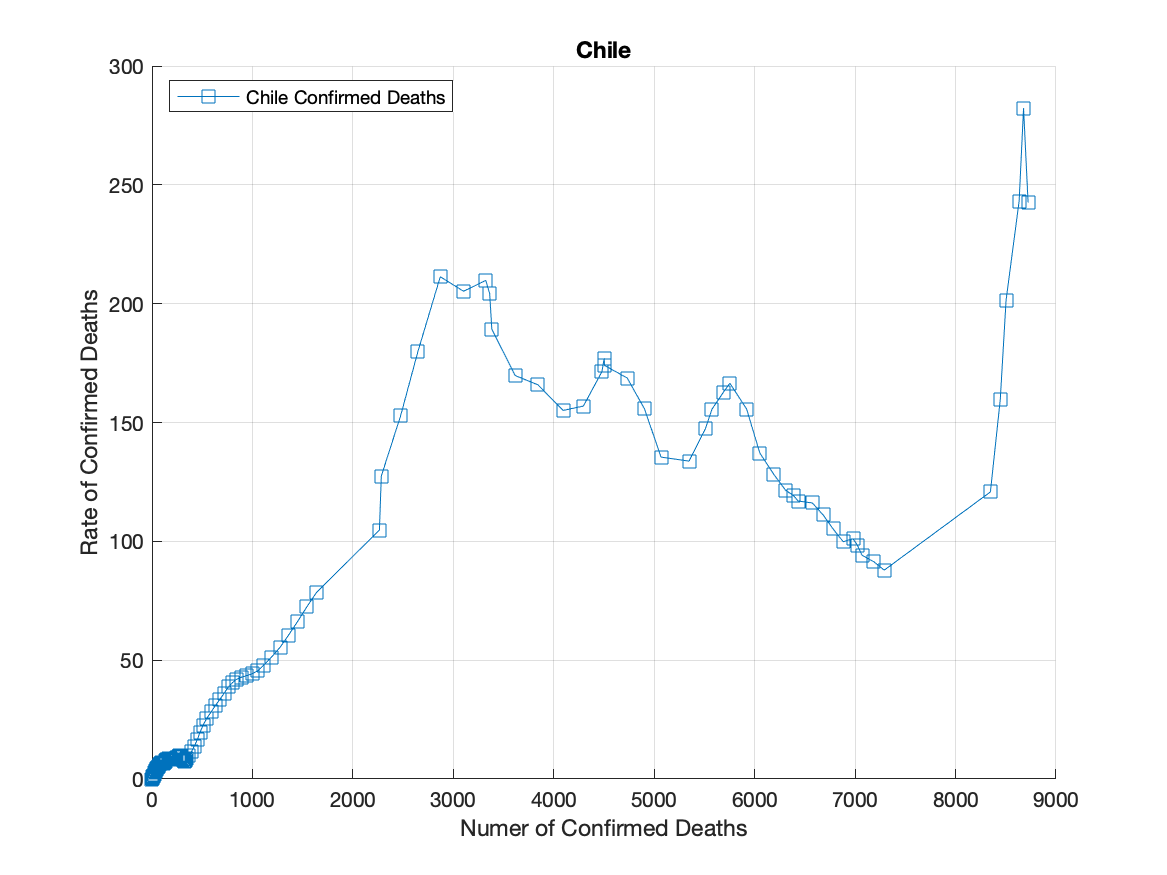 Chile
Chile Confirmed Deaths
300
250
200
150
100
50
0
Rate of Confirmed Deaths
0 1000 2000 3000 4000 5000 6000 7000 8000 9000
Numer of Confirmed Deaths